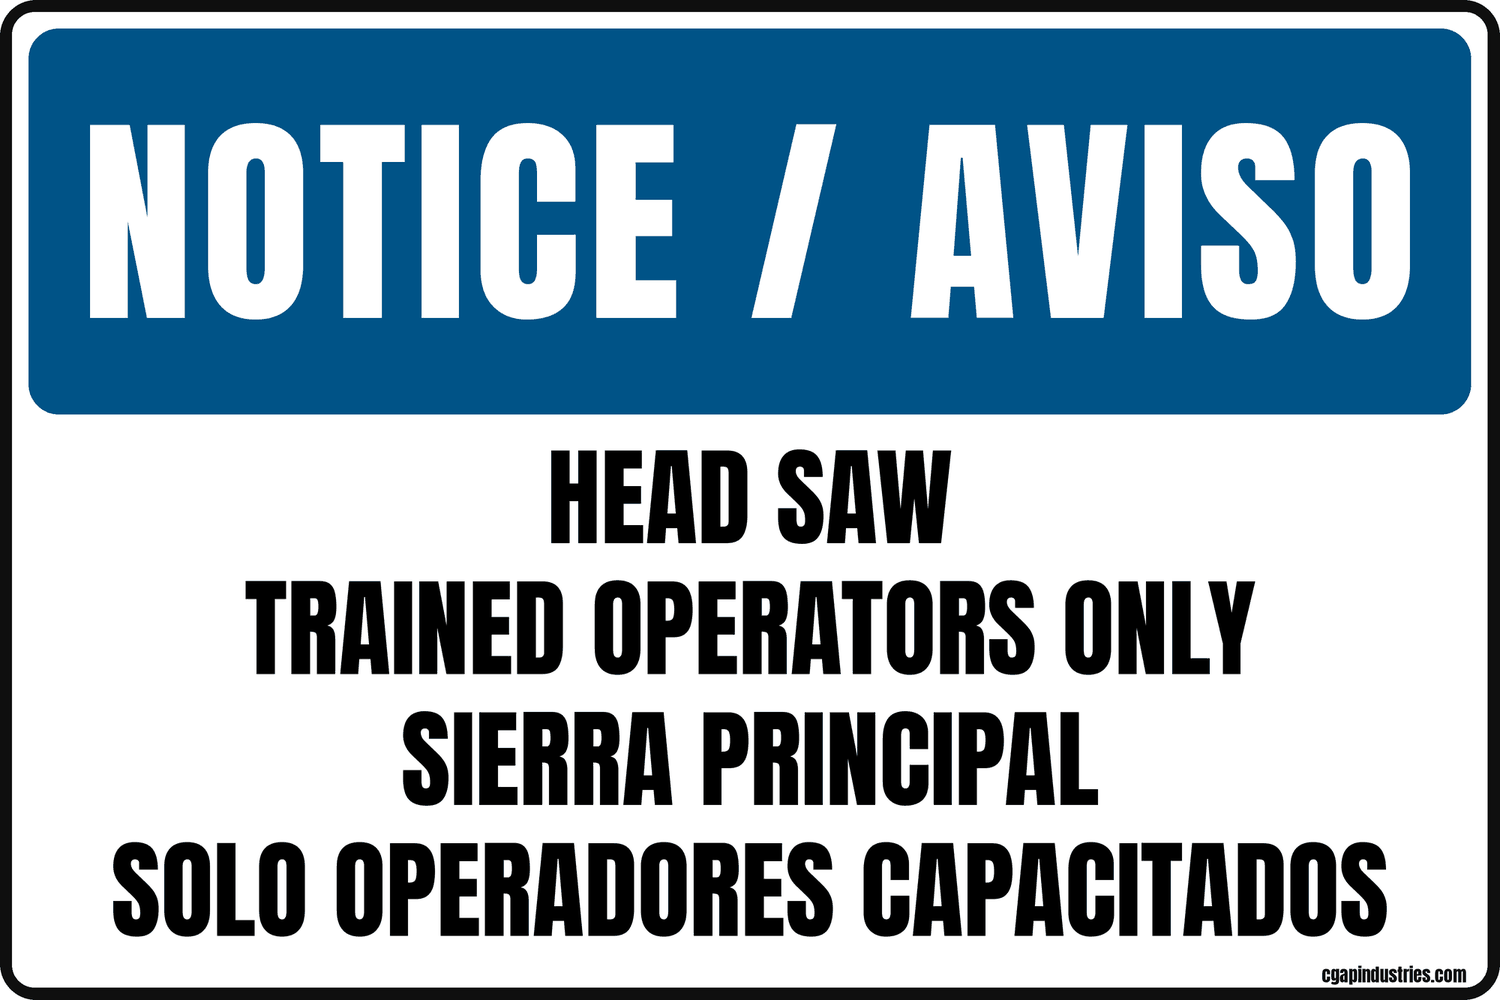 NOTICE / AVISO
HEAD SAW
TRAINED OPERATORS ONLY
SIERRA PRINCIPAL
SOLO OPERADORES CAPACITADOS
cgapindustries.com